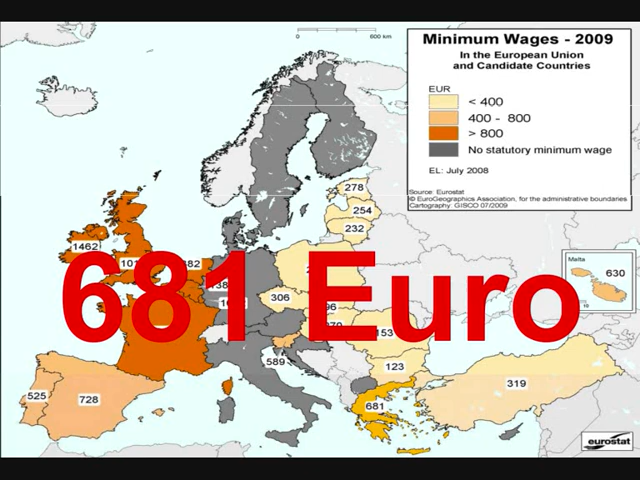 600 km
Minimum Wages - 2009
In the European Union
and Candidate Countries
EUR
< 400
400 - 800
> 800
No statutory minimum wage
EL: July 2008
Source: Eurostat
© EuroGeographics Association, for the administrative boundaries
Cartography GISCO 07/2009
278
254
232
1462
Malta
630
681 Euro
306
153
589
123
525
728
319
681
eurostat